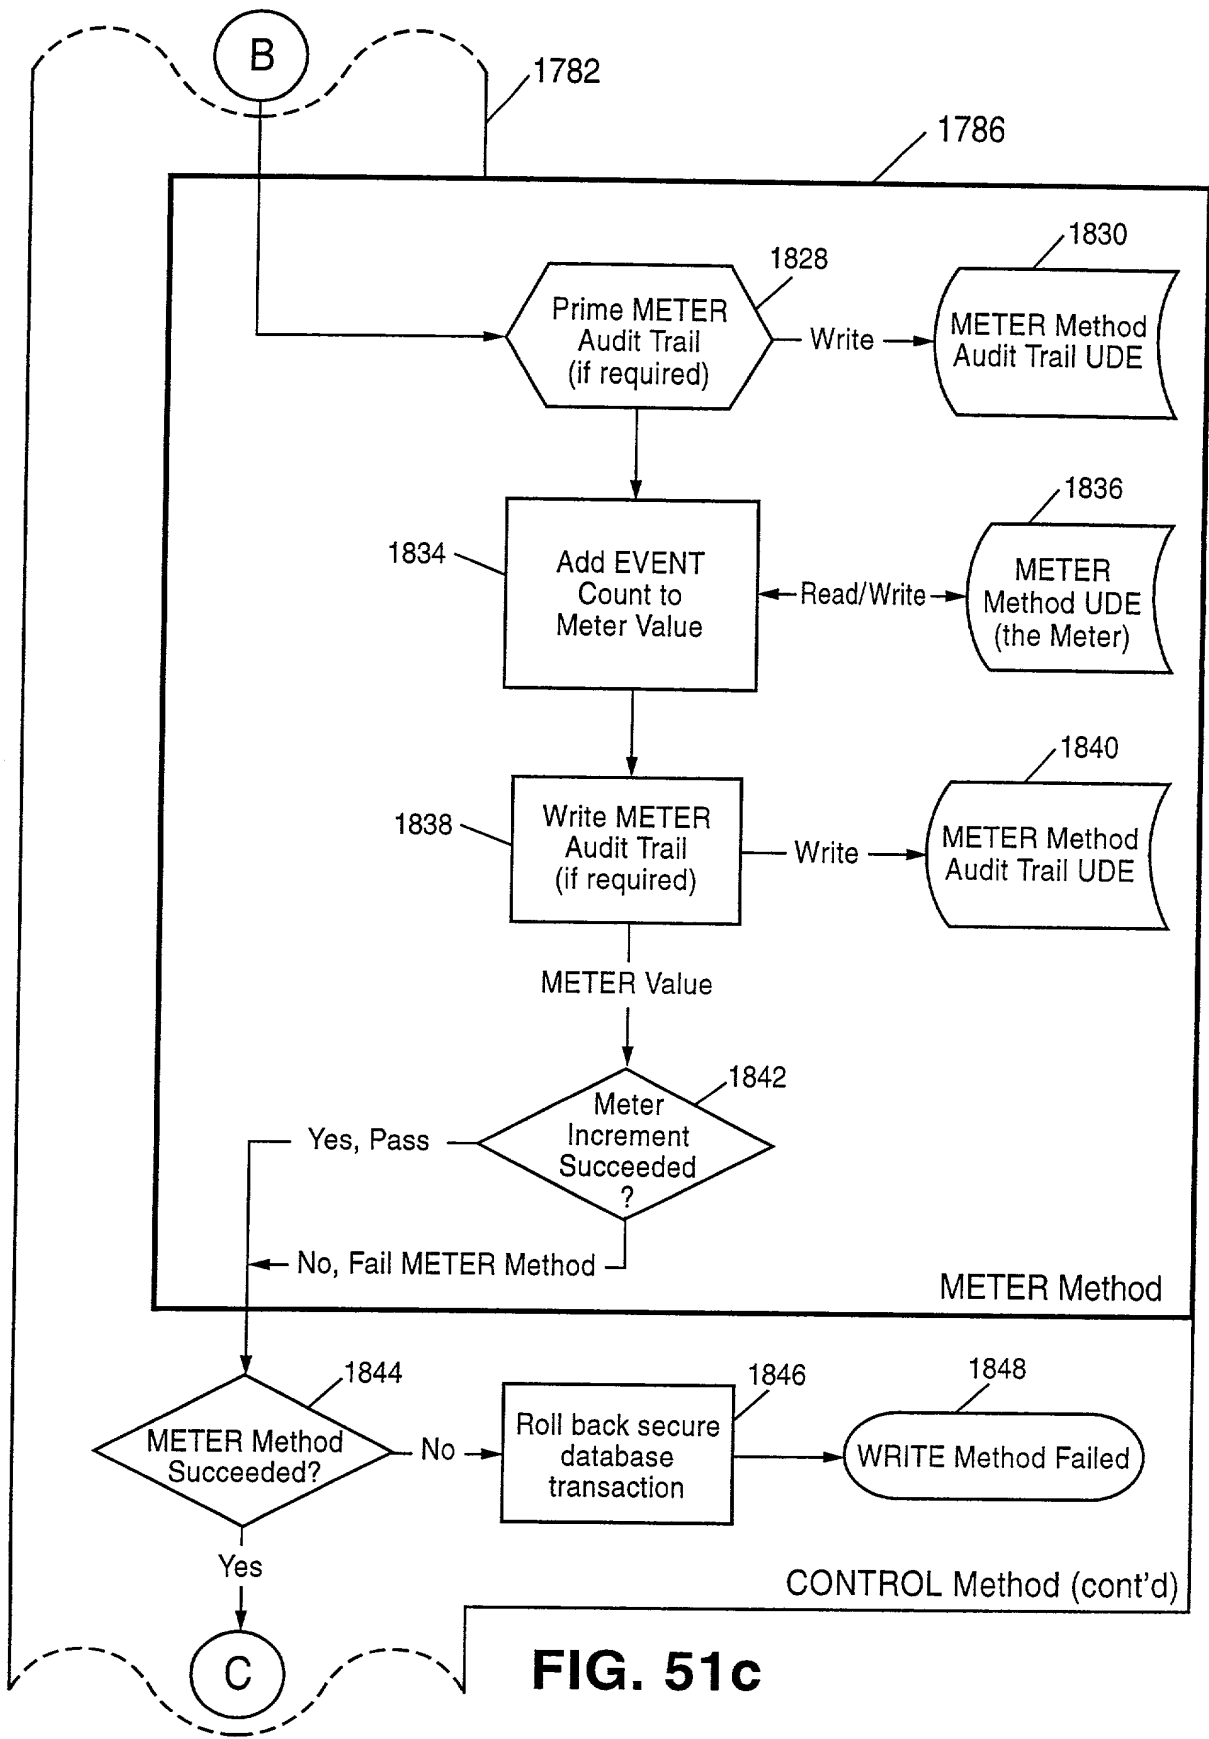 B
1782
1786
1828
1830
Prime METER
Audit Trail
(if required)
Write
METER Method
Audit Trail UDE
1834
Add EVENT
Count to
Meter Value
Read/Write
1836
METER
Method UDE
(the Meter)
1838
Write METER
Audit Trail
(if required)
Write
1840
METER Method
Audit Trail UDE
METER Value
1842
Meter
Increment
Succeeded
?
Yes, Pass
No, Fail METER Method
METER Method
1844
METER Method
Succeeded?
No
1846
Roll back secure
database
transaction
1848
WRITE Method Failed
Yes
CONTROL Method (cont'd)
C
FIG. 51c